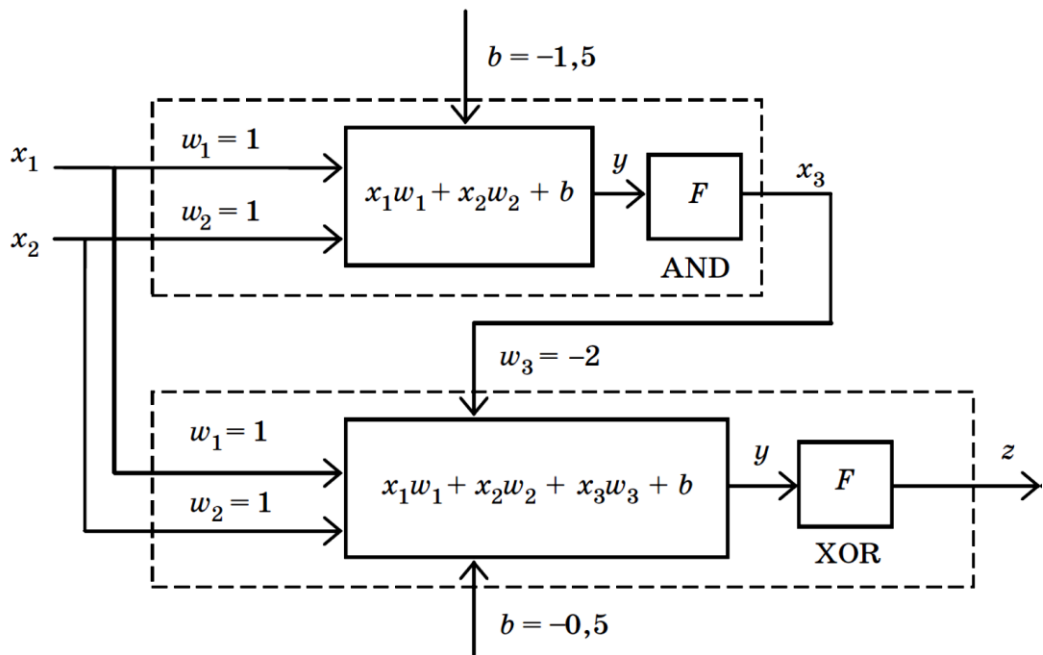 b = –1,5
w₁ = 1
x₁
y
x₃
x₁w₁ + x₂w₂ + b
F
w₂ = 1
x₂
AND
w₃ = –2
w₁ = 1
y
z
x₁w₁ + x₂w₂ + x₃w₃ + b
F
w₂ = 1
XOR
b = –0,5